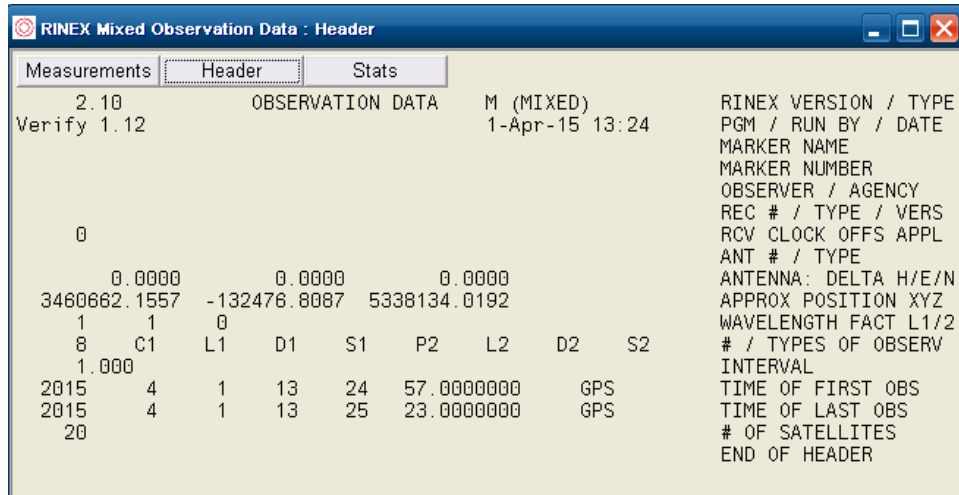 RINEX Mixed Observation Data : Header
Measurements Header Stats
2.10 OBSERVATION DATA M (MIXED) RINEX VERSION / TYPE
Verify 1.12 1-Apr-15 13:24 PGM / RUN BY / DATE
MARKER NAME
MARKER NUMBER
OBSERVER / AGENCY
REC # / TYPE / VERS
0 RCV CLOCK OFFS APPL
ANT # / TYPE
0.0000 0.0000 0.0000 ANTENNA: DELTA H/E/N
3460662.1557 -132476.8087 5338134.0192 APPROX POSITION XYZ
1 1 0 WAVELENGTH FACT L1/2
8 C1 L1 D1 S1 P2 L2 D2 S2 # / TYPES OF OBSERV
1.000 INTERVAL
2015 4 1 13 24 57.0000000 GPS TIME OF FIRST OBS
2015 4 1 13 25 23.0000000 GPS TIME OF LAST OBS
20 # OF SATELLITES
END OF HEADER